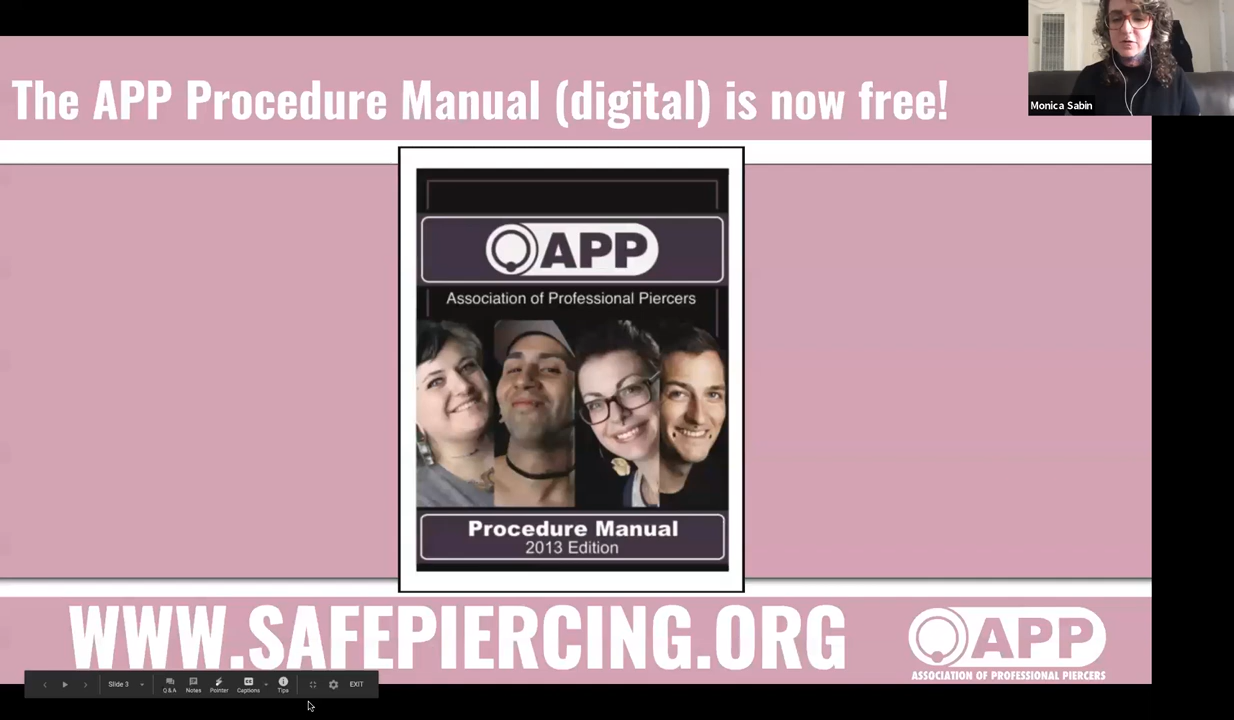 The APP Procedure Manual (digital) is now free!
Monica Sabin
APP
Association of Professional Piercers
Procedure Manual
2013 Edition
WWW.SAFEPIERCING.ORG
APP
ASSOCIATION OF PROFESSIONAL PIERCERS
Slide 3
Q&A
Notes
Pointer
CC
Captions
Tips
EXIT